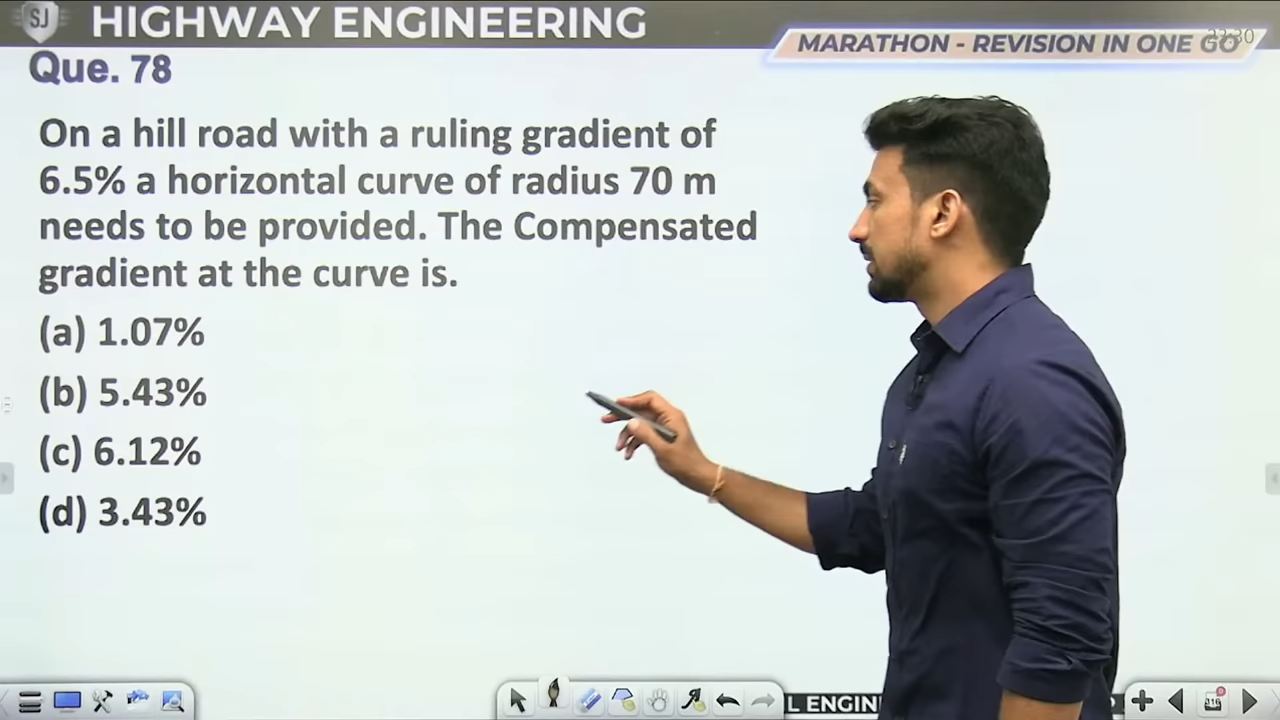 SJ
HIGHWAY ENGINEERING
MARATHON - REVISION IN ONE GO
Que. 78
On a hill road with a ruling gradient of
6.5% a horizontal curve of radius 70 m
needs to be provided. The Compensated
gradient at the curve is.
(a) 1.07%
(b) 5.43%
(c) 6.12%
(d) 3.43%
L ENGIN